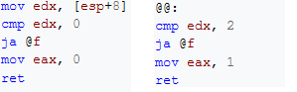 mov edx, [esp+8]
cmp edx, 0
ja @f
mov eax, 0
ret
@@:
cmp edx, 2
ja @f
mov eax, 1
ret